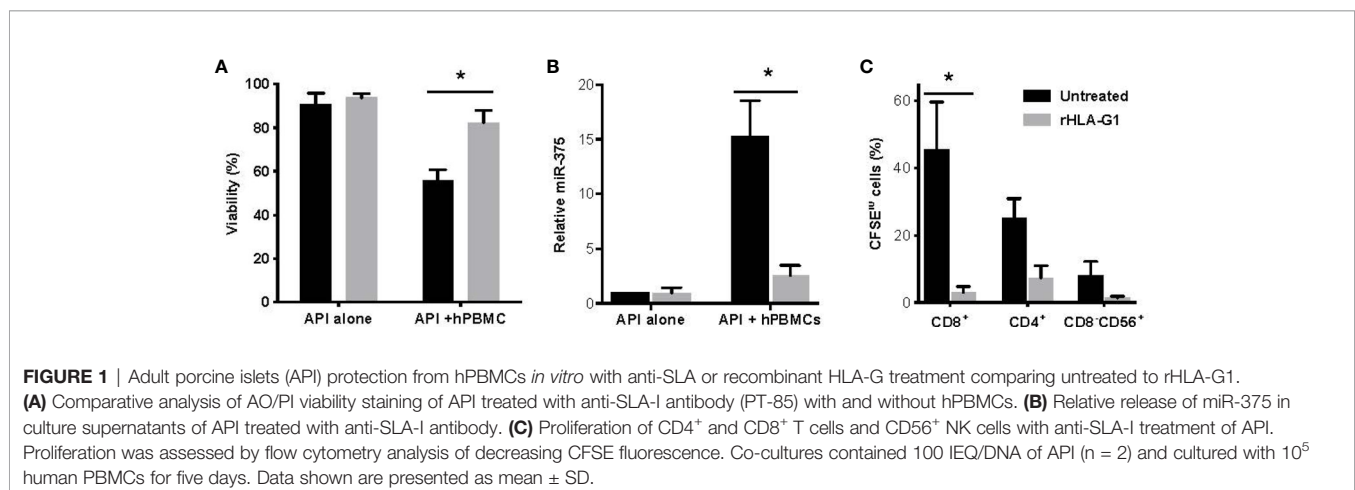 A
B
C
*
*
*
100
80
60
40
20
0
Viability (%)
API alone
API +hPBMC
20
15
10
5
0
Relative miR-375
API alone
API + hPBMCs
60
40
20
0
CFSEˡᵒ cells (%)
CD8⁺
CD4⁺
CD8⁻CD56⁺
Untreated
rHLA-G1
FIGURE 1 | Adult porcine islets (API) protection from hPBMCs in vitro with anti-SLA or recombinant HLA-G treatment comparing untreated to rHLA-G1.
(A) Comparative analysis of AO/PI viability staining of API treated with anti-SLA-I antibody (PT-85) with and without hPBMCs. (B) Relative release of miR-375 in
culture supernatants of API treated with anti-SLA-I antibody. (C) Proliferation of CD4⁺ and CD8⁺ T cells and CD56⁺ NK cells with anti-SLA-I treatment of API.
Proliferation was assessed by flow cytometry analysis of decreasing CFSE fluorescence. Co-cultures contained 100 IEQ/DNA of API (n = 2) and cultured with 10⁵
human PBMCs for five days. Data shown are presented as mean ± SD.